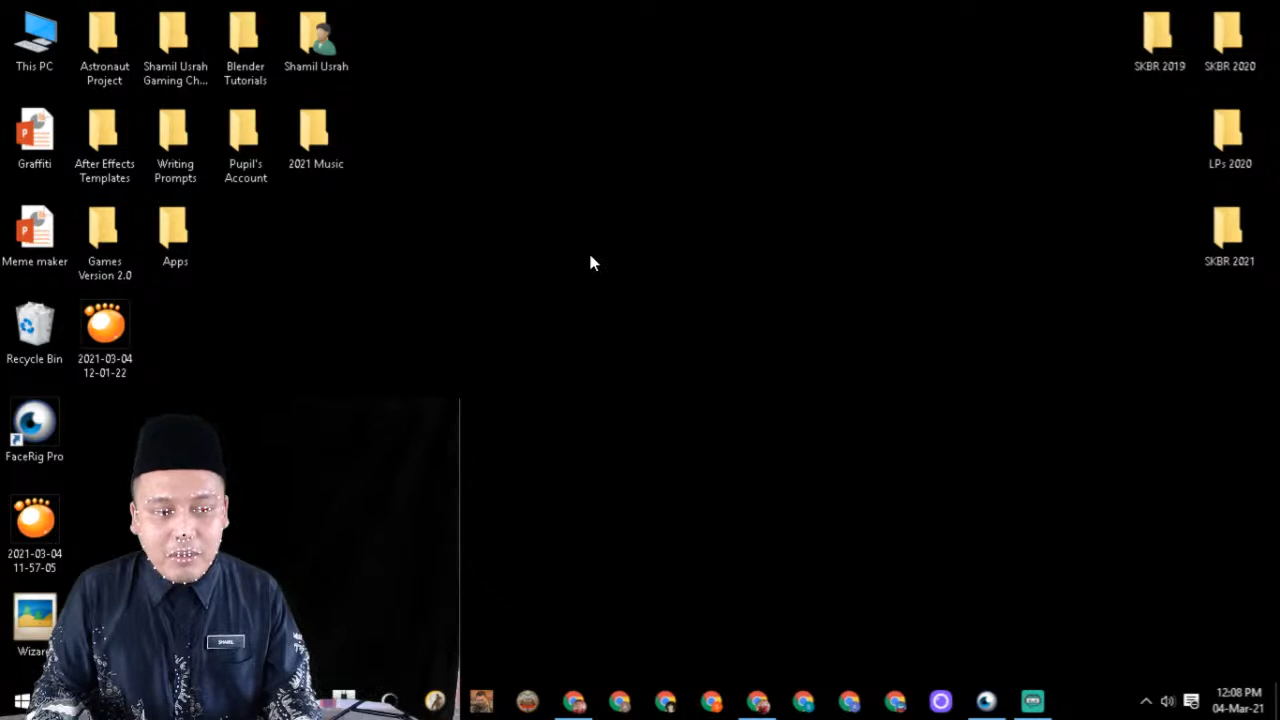 This PC
Astronaut
Project
Shamil Usrah
Gaming Ch...
Blender
Tutorials
Shamil Usrah
SKBR 2019
SKBR 2020
Graffiti
After Effects
Templates
Writing
Prompts
Pupil's
Account
2021 Music
LPs 2020
Meme maker
Games
Version 2.0
Apps
SKBR 2021
Recycle Bin
2021-03-04
12-01-22
FaceRig Pro
2021-03-04
11-57-05
12:08 PM
04-Mar-21